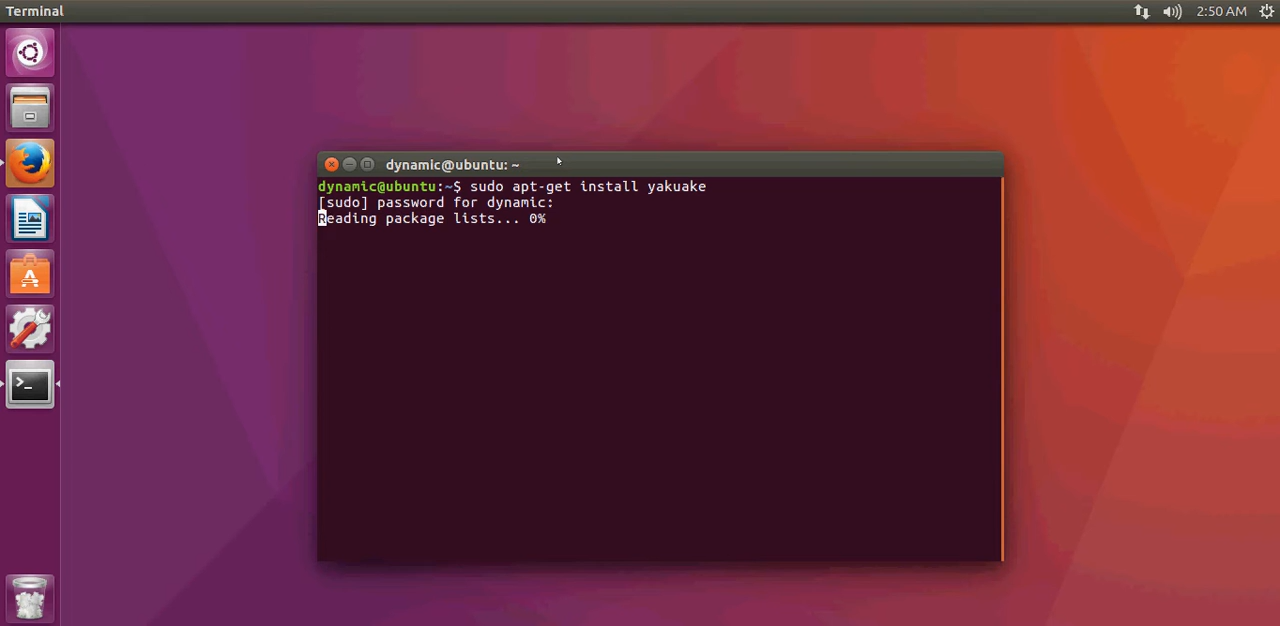 Terminal
2:50 AM
dynamic@ubuntu: ~
dynamic@ubuntu:~$ sudo apt-get install yakuake
[sudo] password for dynamic:
Reading package lists... 0%